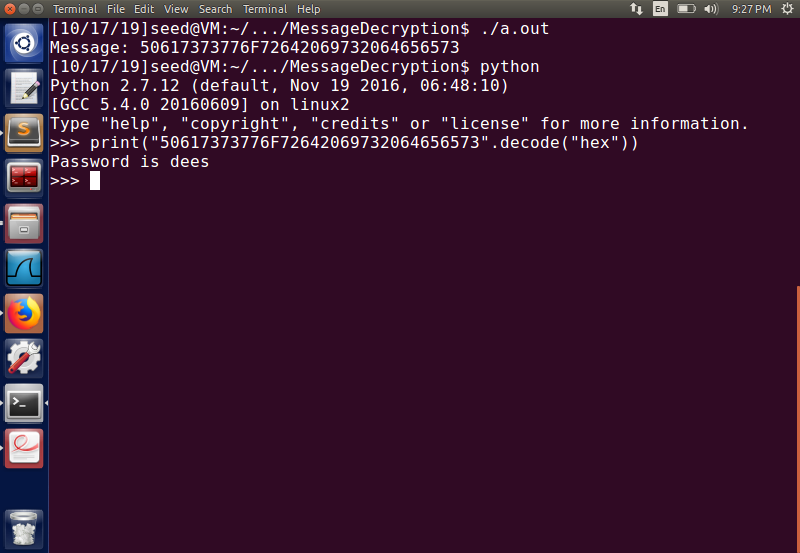 Terminal File Edit View Search Terminal Help En 9:27 PM
[10/17/19]seed@VM:~/.../MessageDecryption$ ./a.out
Message: 50617373776F72642069732064656573
[10/17/19]seed@VM:~/.../MessageDecryption$ python
Python 2.7.12 (default, Nov 19 2016, 06:48:10)
[GCC 5.4.0 20160609] on linux2
Type "help", "copyright", "credits" or "license" for more information.
>>> print("50617373776F72642069732064656573".decode("hex"))
Password is dees
>>>